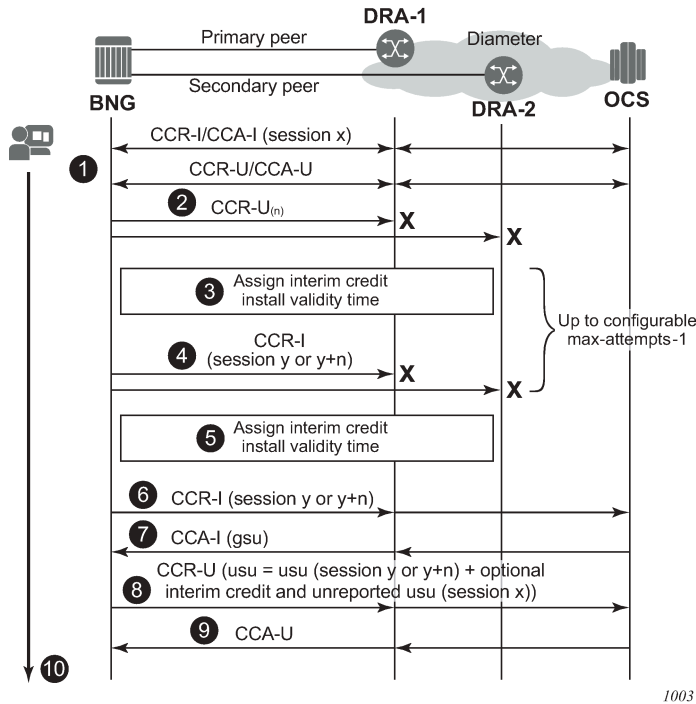 DRA-1
Primary peer
Diameter
Secondary peer
BNG
DRA-2
OCS
CCR-I/CCA-I (session x)
1
CCR-U/CCA-U
2 CCR-U(n)
X
X
3 Assign interim credit
install validity time
Up to configurable
max-attempts-1
4 CCR-I
(session y or y+n)
X
X
5 Assign interim credit
install validity time
6 CCR-I (session y or y+n)
7 CCA-I (gsu)
8 CCR-U (usu = usu (session y or y+n) + optional
interim credit and unreported usu (session x))
9 CCA-U
10
1003